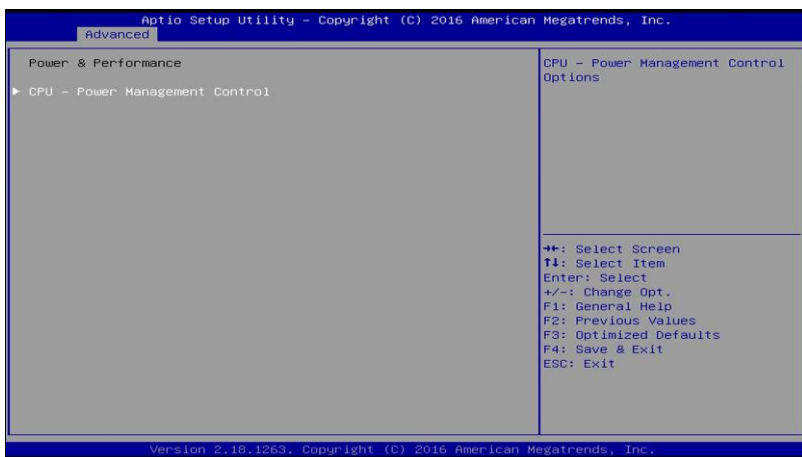 Aptio Setup Utility – Copyright (C) 2016 American Megatrends, Inc.
Advanced
Power & Performance
▶ CPU – Power Management Control
CPU – Power Management Control
Options
→←: Select Screen
↑↓: Select Item
Enter: Select
+/-: Change Opt.
F1: General Help
F2: Previous Values
F3: Optimized Defaults
F4: Save & Exit
ESC: Exit
Version 2.18.1263. Copyright (C) 2016 American Megatrends, Inc.